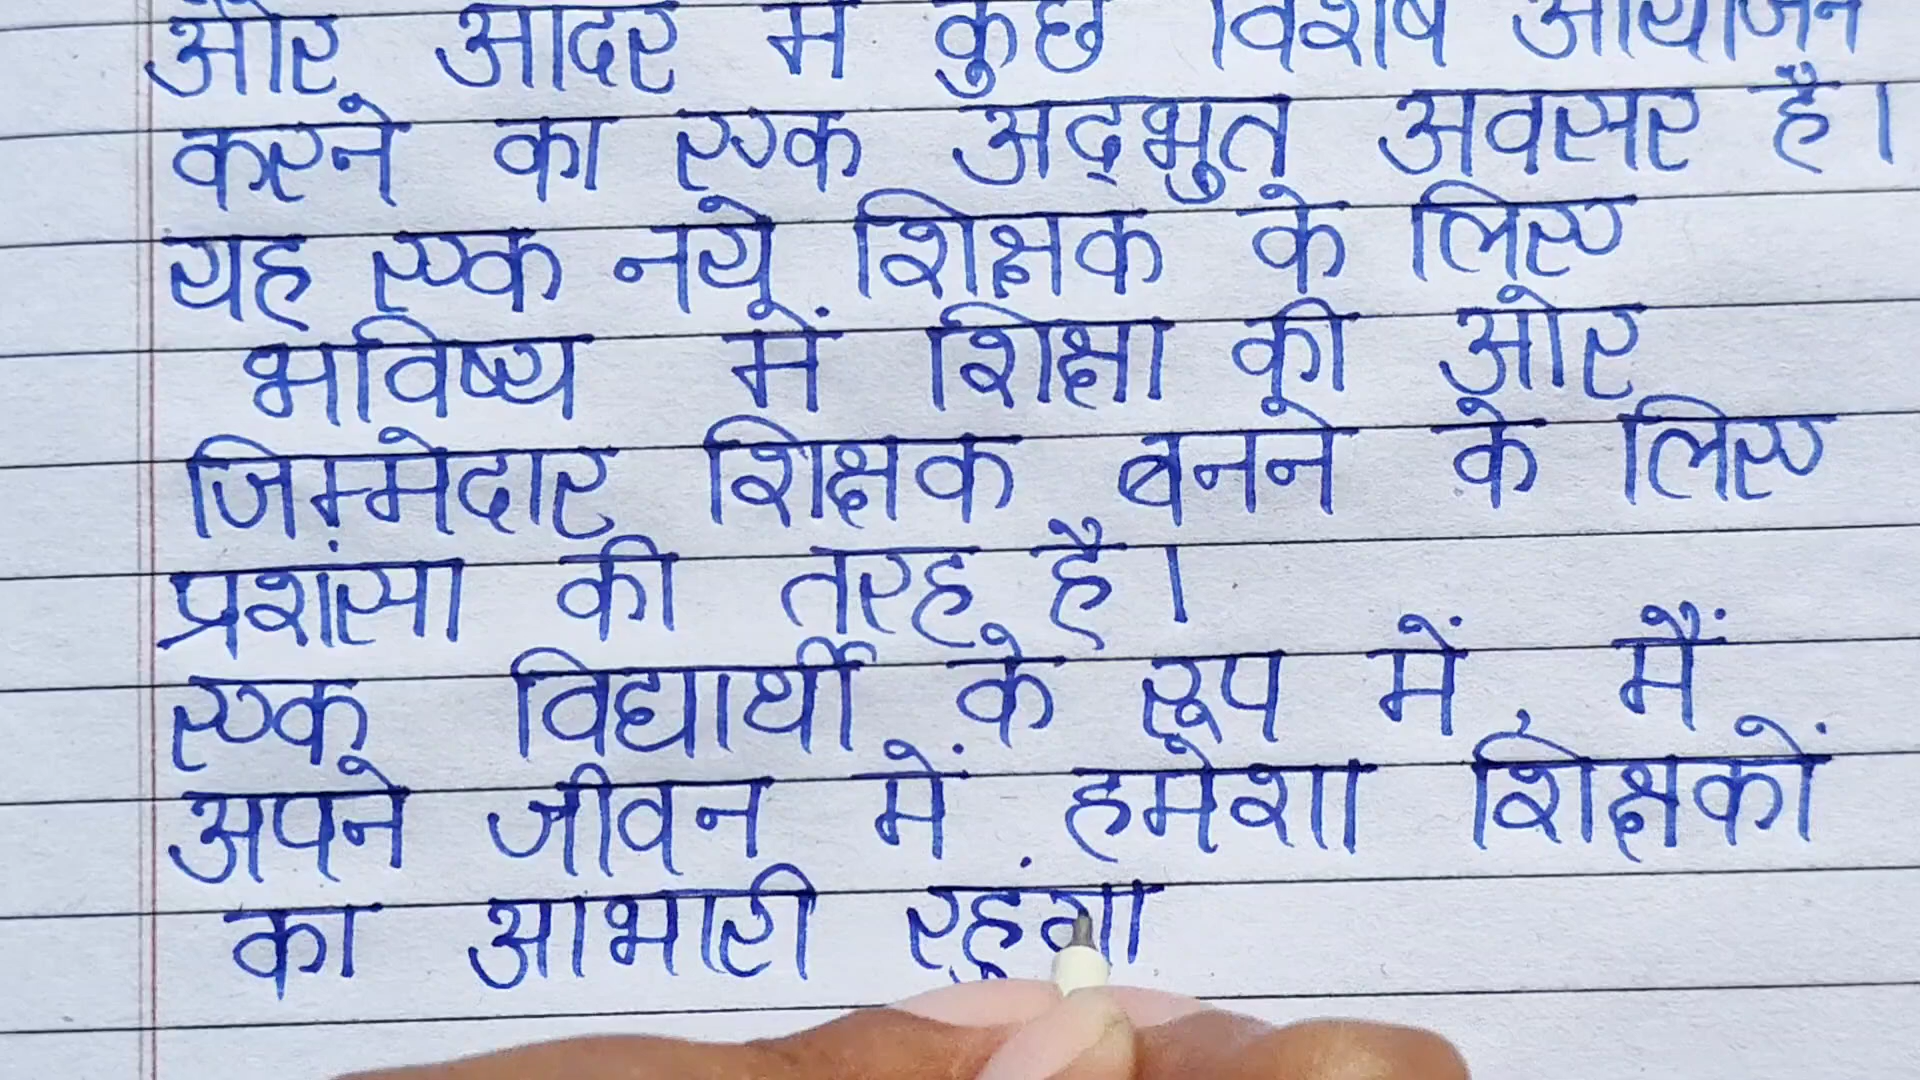 और आदर में कुछ विशेष आयोजन
करने का एक अद्‌भुत अवसर है।
यह एक नये शिक्षक के लिए
भविष्य में शिक्षा की ओर
जिम्मेदार शिक्षक बनने के लिए
प्रशंसा की तरह है।
एक विद्यार्थी के रूप में, मैं
अपने जीवन में हमेशा शिक्षकों
का आभारी रहुंगा